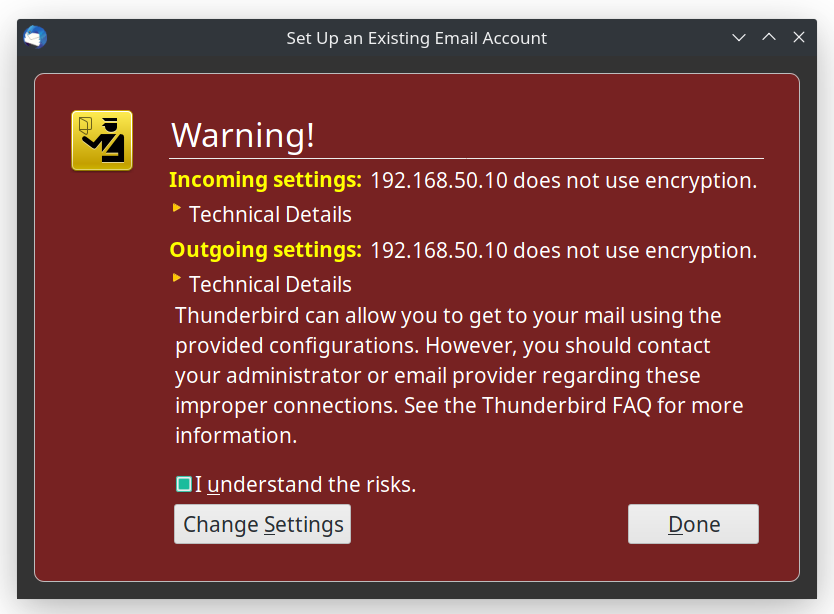 Set Up an Existing Email Account
Warning!
Incoming settings: 192.168.50.10 does not use encryption.
Technical Details
Outgoing settings: 192.168.50.10 does not use encryption.
Technical Details
Thunderbird can allow you to get to your mail using the
provided configurations. However, you should contact
your administrator or email provider regarding these
improper connections. See the Thunderbird FAQ for more
information.
I understand the risks.
Change Settings
Done